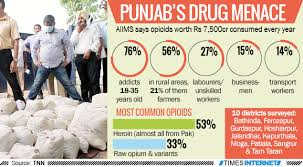 PUNJAB'S DRUG MENACE
AIIMS says opioids worth Rs 7,500cr consumed every year
76%
addicts
18-35 years
old
56%
in rural areas,
21% of them
farmers
27%
labourers/
unskilled
workers
15%
business-
men
14%
transport
workers
MOST COMMON OPIOIDS
53%
Heroin (almost all from Pak)
33%
Raw opium & variants
10 districts surveyed:
Bathinda, Ferozepur,
Gurdaspur, Hoshiarpur,
Jalandhar, Kapurthala,
Moga, Patiala, Sangrur
& Tarn Taran
Source: TNN
TIMES INTERNET